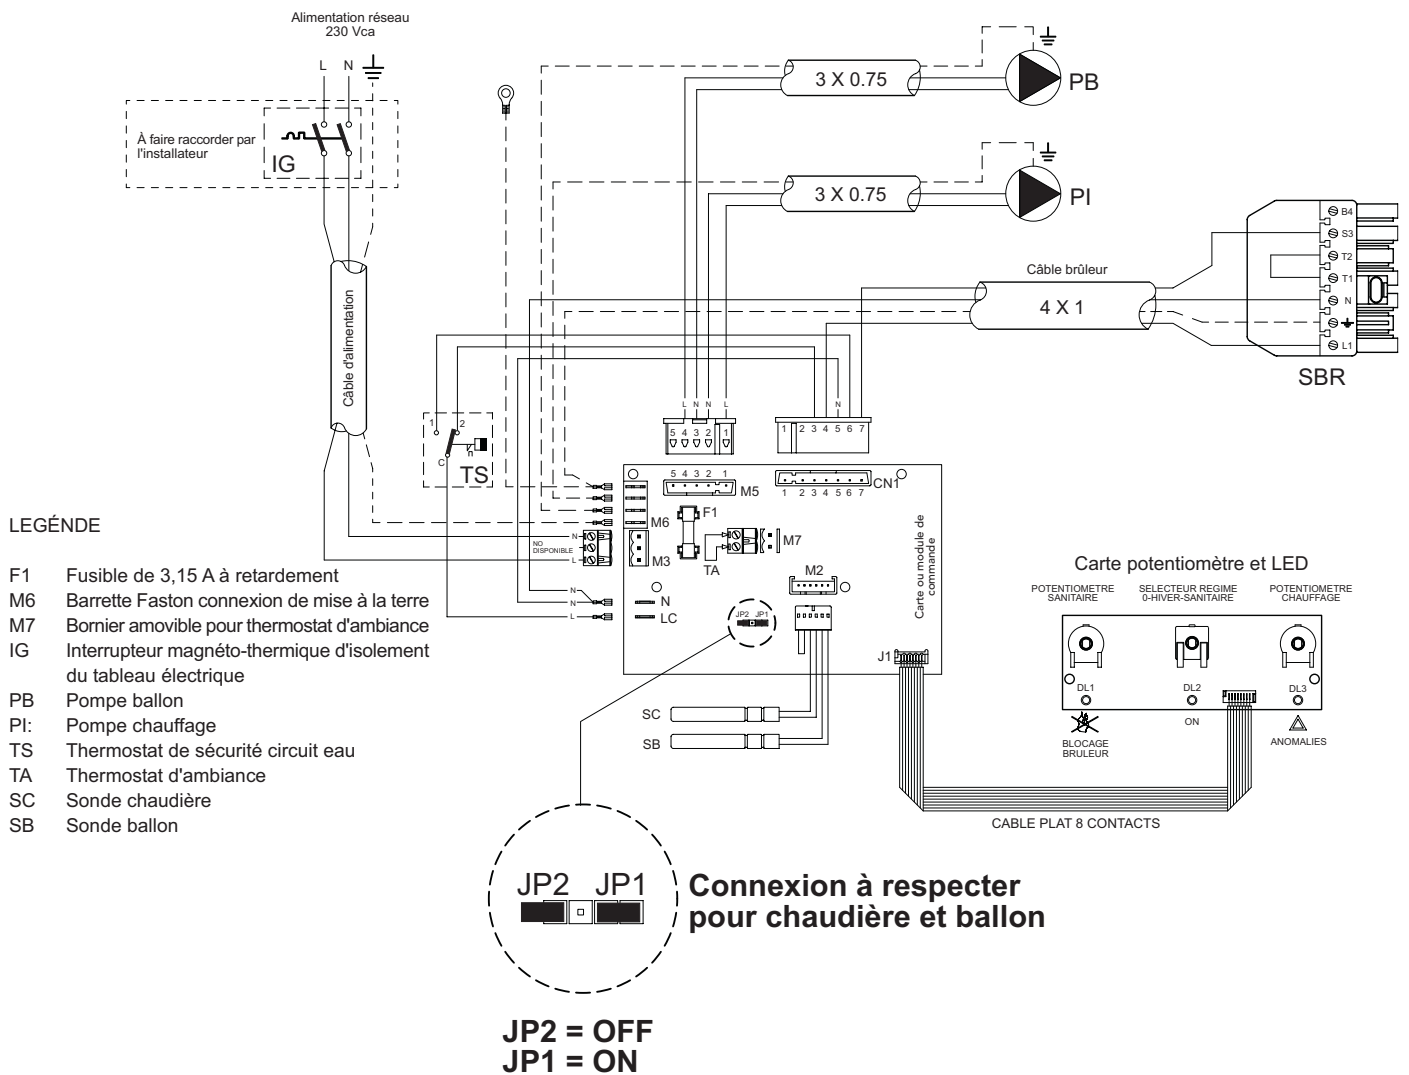 Alimentation réseau
230 Vca
L N
À faire raccorder par
l'installateur
IG
Câble d'alimentation
3 X 0.75
PB
3 X 0.75
PI
Câble brûleur
4 X 1
B4
S3
T2
T1
N
L1
SBR
1 2
C
TS
L N N L
5 4 3 2 1
N
1 2 3 4 5 6 7
5 4 3 2 1
M5
CN1
1 2 3 4 5 6 7
M6
F1
M7
TA
M3
N
NO
DISPONIBLE
L
N
N
L
N
LC
M2
JP2 JP1
Carte ou module de
commande
J1
SC
SB
LEGÉNDE
F1 Fusible de 3,15 A à retardement
M6 Barrette Faston connexion de mise à la terre
M7 Bornier amovible pour thermostat d'ambiance
IG Interrupteur magnéto-thermique d'isolement
du tableau électrique
PB Pompe ballon
PI: Pompe chauffage
TS Thermostat de sécurité circuit eau
TA Thermostat d'ambiance
SC Sonde chaudière
SB Sonde ballon
Carte potentiomètre et LED
POTENTIOMETRE
SANITAIRE
SELECTEUR REGIME
0-HIVER-SANITAIRE
POTENTIOMETRE
CHAUFFAGE
DL1 DL2 DL3
BLOCAGE
BRULEUR
ON
ANOMALIES
CABLE PLAT 8 CONTACTS
JP2 JP1
Connexion à respecter
pour chaudière et ballon
JP2 = OFF
JP1 = ON